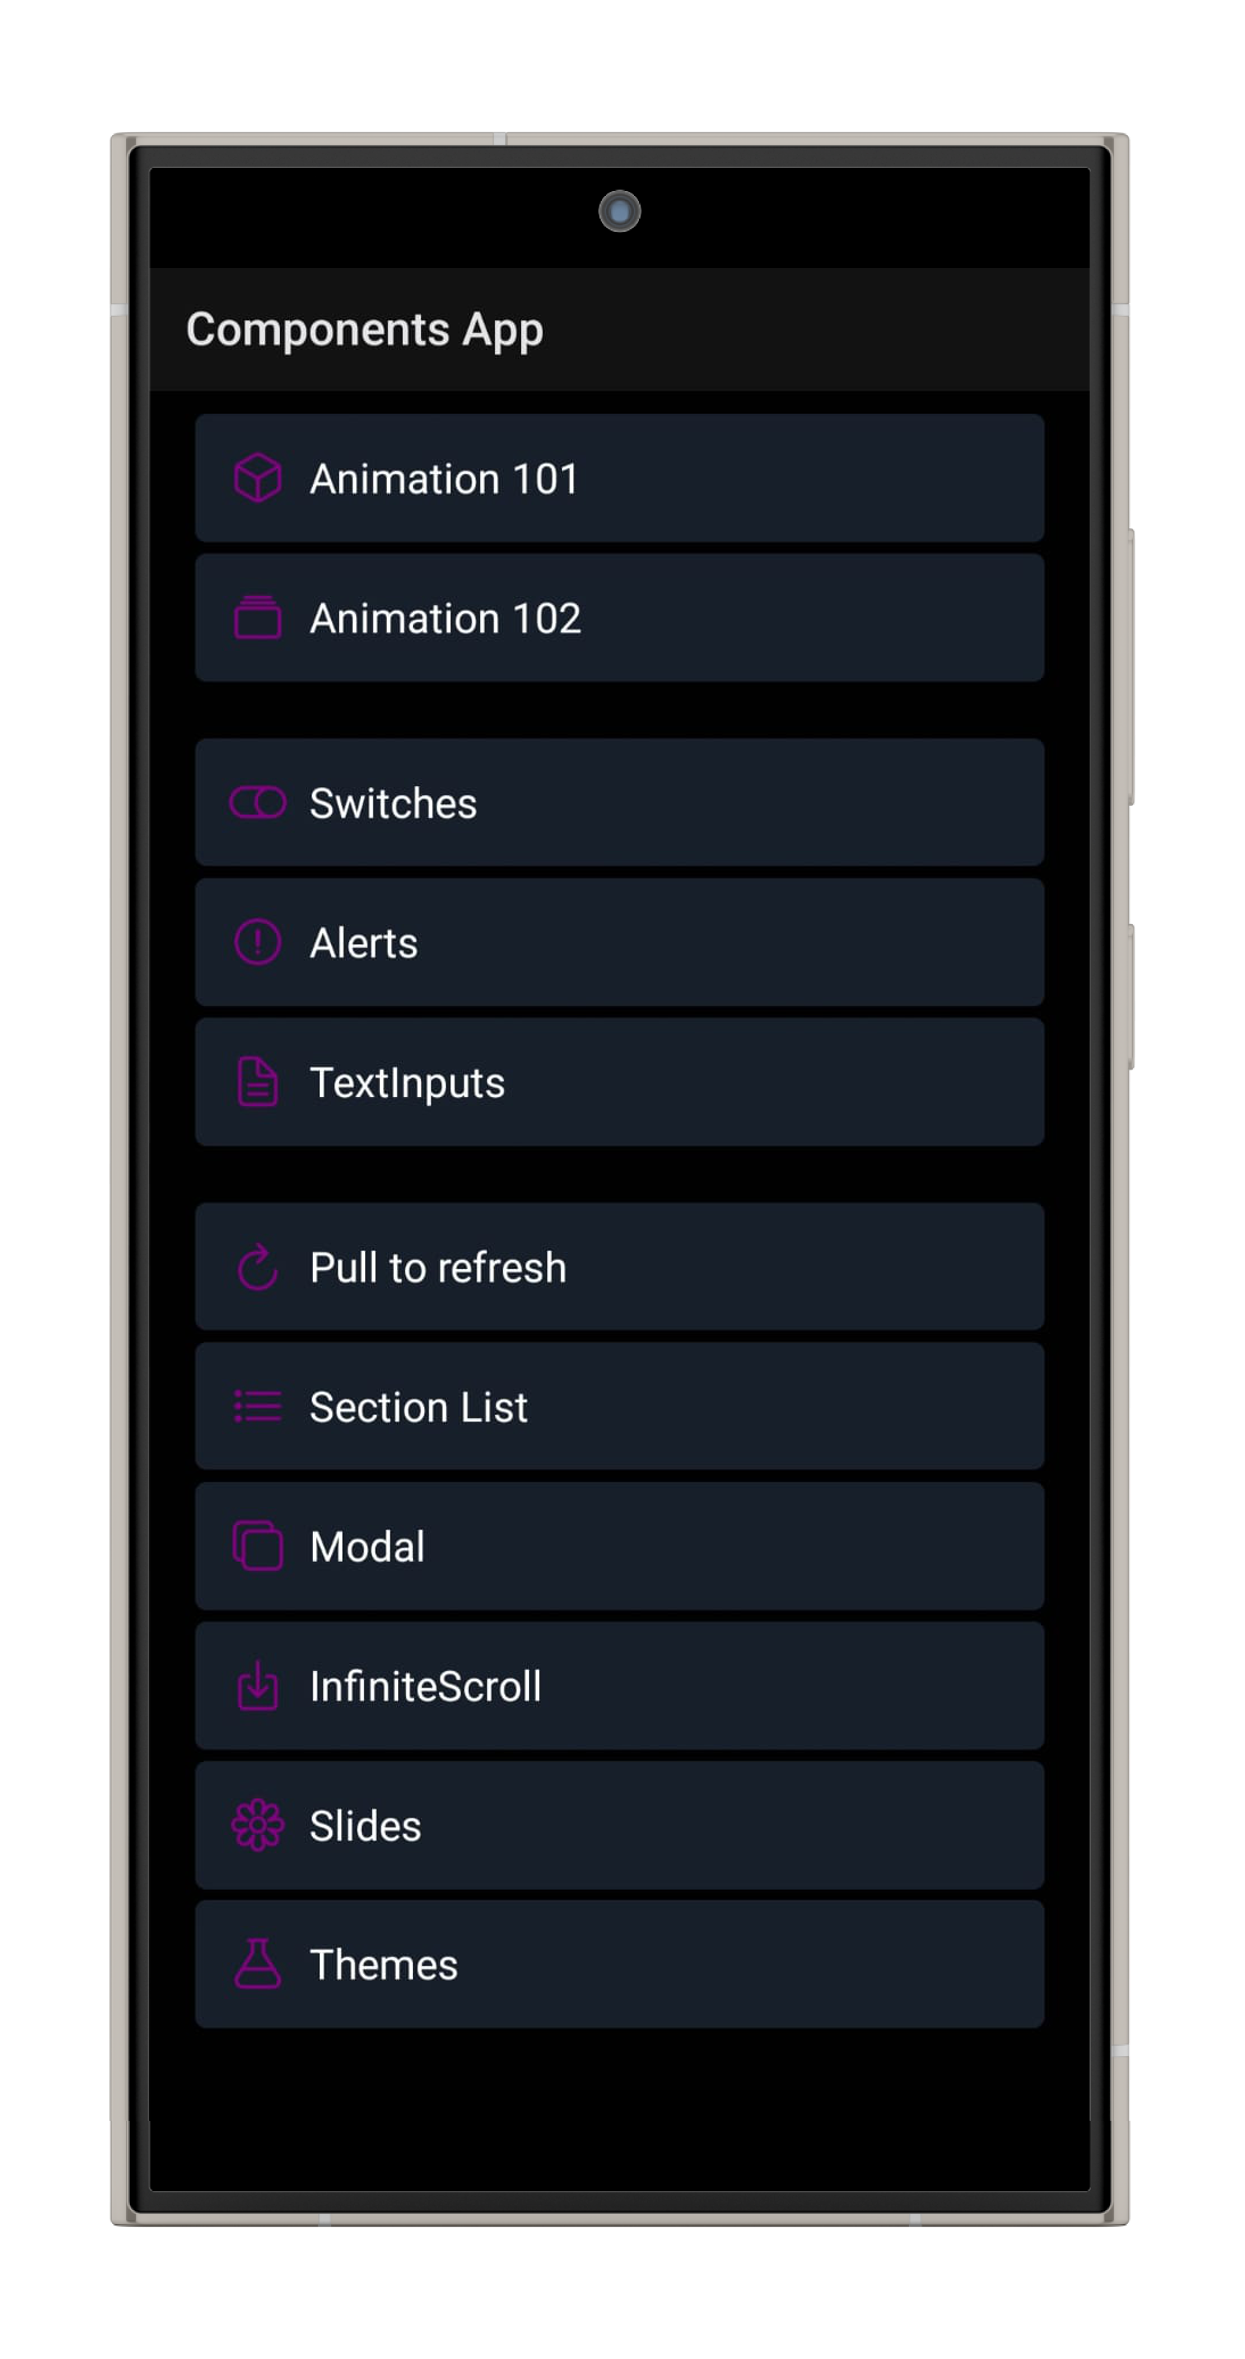 Components App
Animation 101
Animation 102
Switches
Alerts
TextInputs
Pull to refresh
Section List
Modal
InfiniteScroll
Slides
Themes